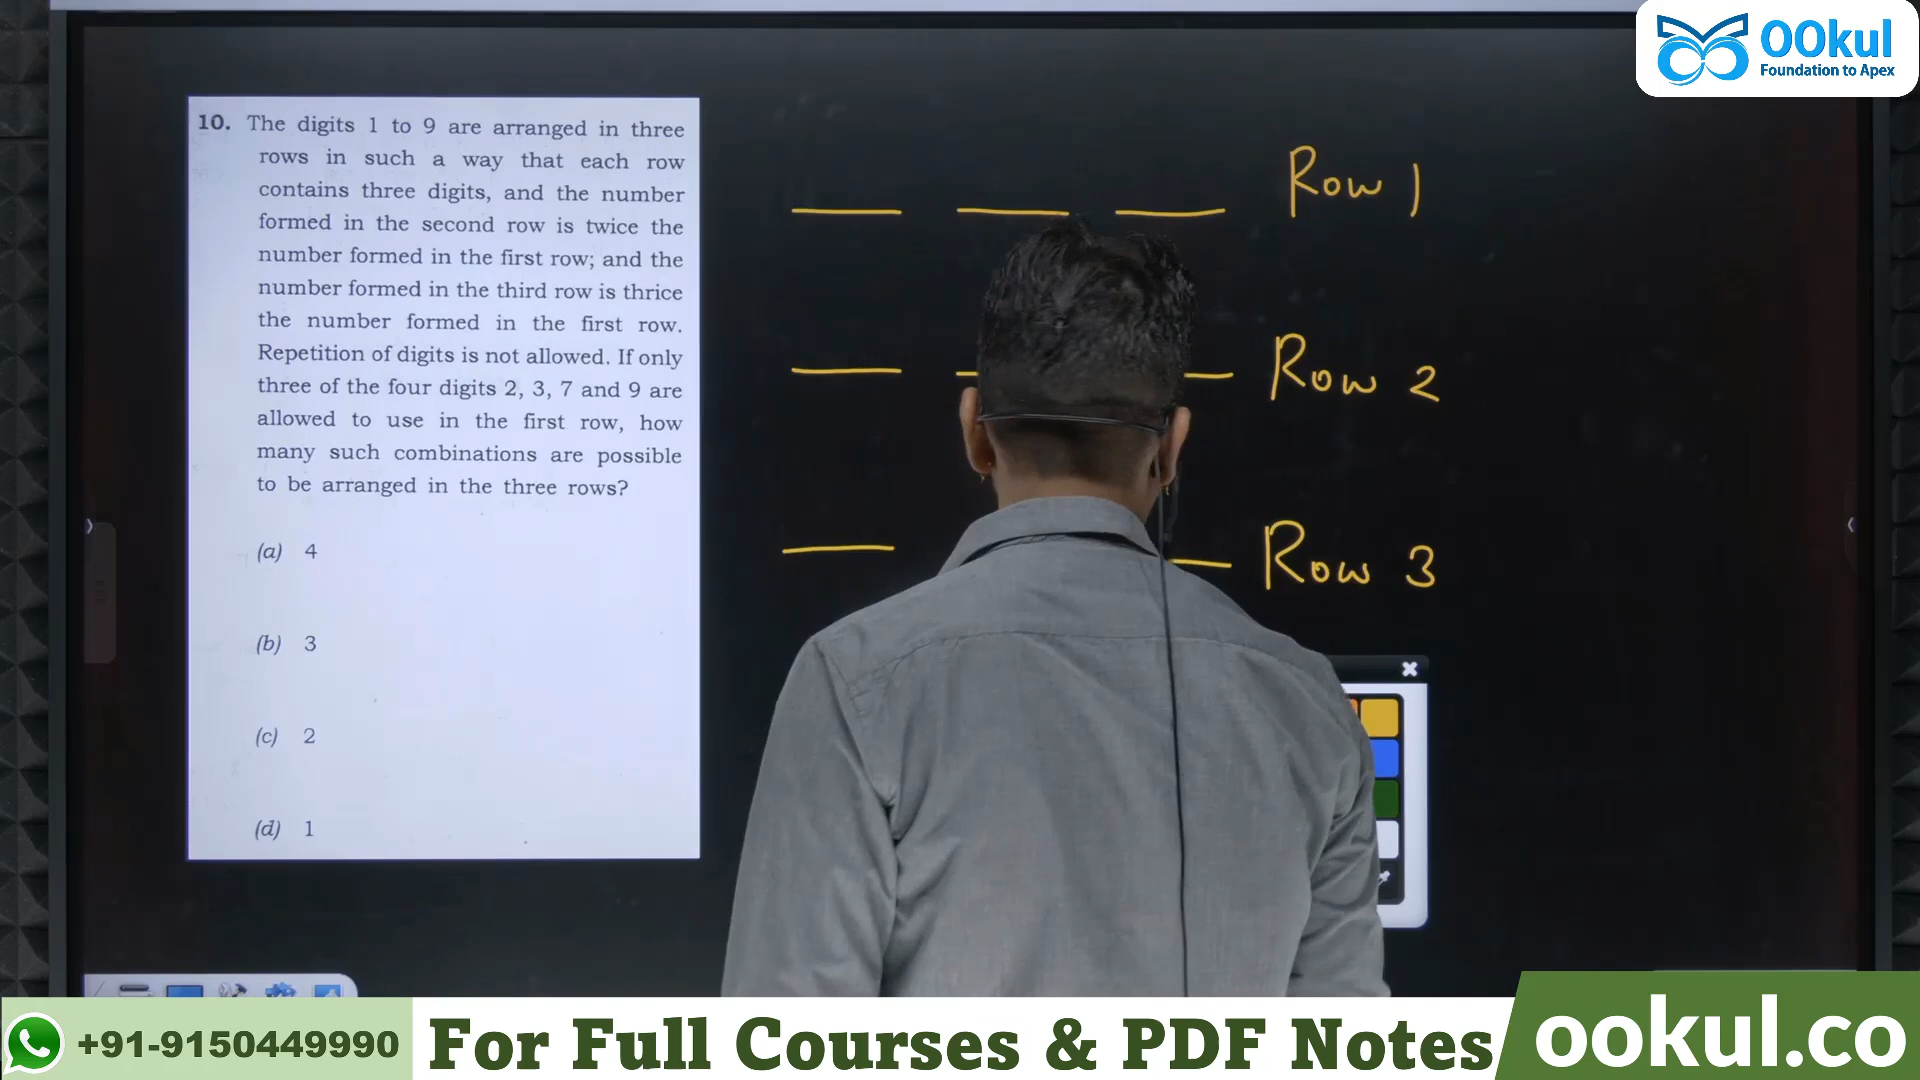 OOkul
Foundation to Apex
10. The digits 1 to 9 are arranged in three
rows in such a way that each row
contains three digits, and the number
formed in the second row is twice the
number formed in the first row; and the
number formed in the third row is thrice
the number formed in the first row.
Repetition of digits is not allowed. If only
three of the four digits 2, 3, 7 and 9 are
allowed to use in the first row, how
many such combinations are possible
to be arranged in the three rows?
(a) 4
(b) 3
(c) 2
(d) 1
Row 1
Row 2
Row 3
+91-9150449990
For Full Courses & PDF Notes
ookul.co